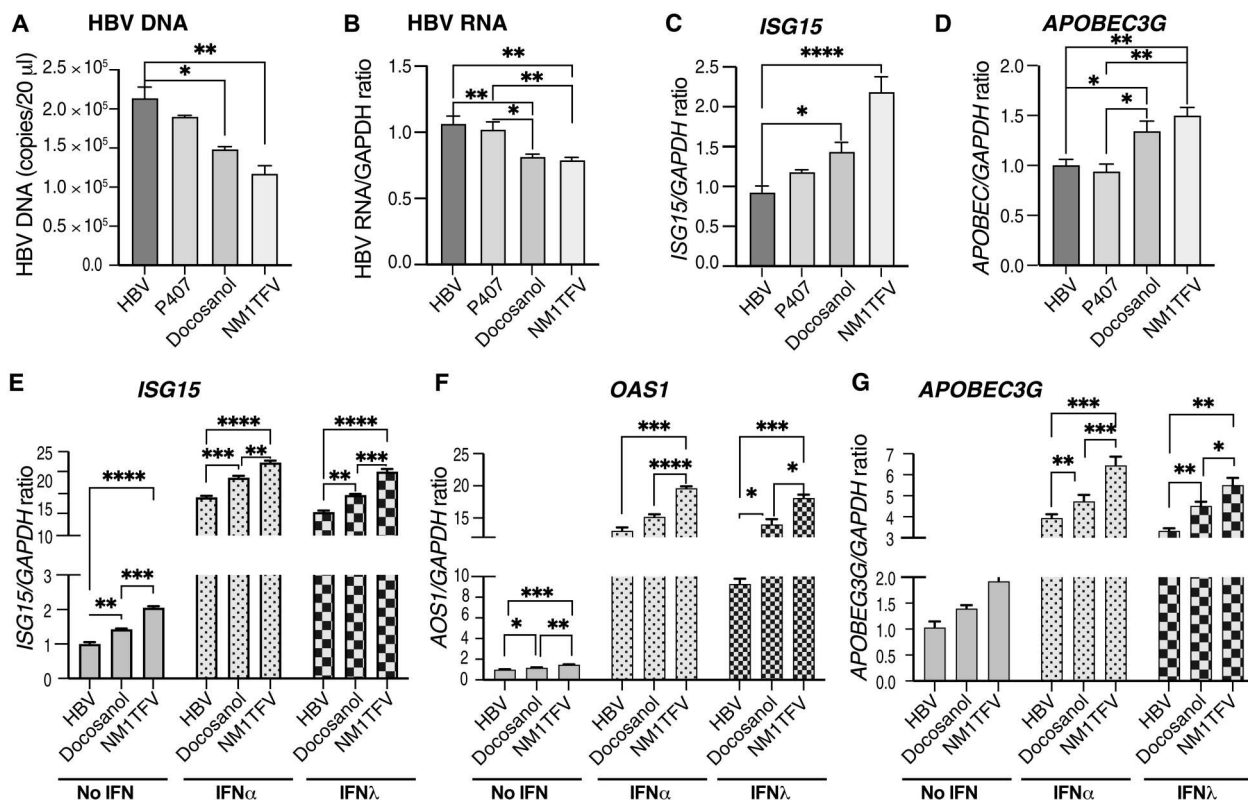 A HBV DNA
** 
*
HBV DNA (copies/20 µl)
2.5 × 10⁵
2.0 × 10⁵
1.5 × 10⁵
1.0 × 10⁵
0.5 × 10⁵
0.0
HBV
P407
Docosanol
NM1TFV
B HBV RNA
**
**
**
*
HBV RNA/GAPDH ratio
1.5
1.0
0.5
0.0
HBV
P407
Docosanol
NM1TFV
C ISG15
****
*
ISG15/GAPDH ratio
2.5
2.0
1.5
1.0
0.5
0.0
HBV
P407
Docosanol
NM1TFV
D APOBEC3G
**
**
*
*
APOBEC/GAPDH ratio
2.0
1.5
1.0
0.5
0.0
HBV
P407
Docosanol
NM1TFV
E ISG15
****
****
****
*** **
** ***
** ***
ISG15/GAPDH ratio
25
20
15
10
3
2
1
0
HBV
Docosanol
NM1TFV
HBV
Docosanol
NM1TFV
HBV
Docosanol
NM1TFV
No IFN
IFNα
IFNλ
F OAS1
***
***
****
*
*
***
* **
AOS1/GAPDH ratio
25
20
15
10
8
6
4
2
0
HBV
Docosanol
NM1TFV
HBV
Docosanol
NM1TFV
HBV
Docosanol
NM1TFV
No IFN
IFNα
IFNλ
G APOBEC3G
***
**
***
*
**
**
APOBEG3G/GAPDH ratio
7
6
5
4
3
2.0
1.5
1.0
0.5
0.0
HBV
Docosanol
NM1TFV
HBV
Docosanol
NM1TFV
HBV
Docosanol
NM1TFV
No IFN
IFNα
IFNλ